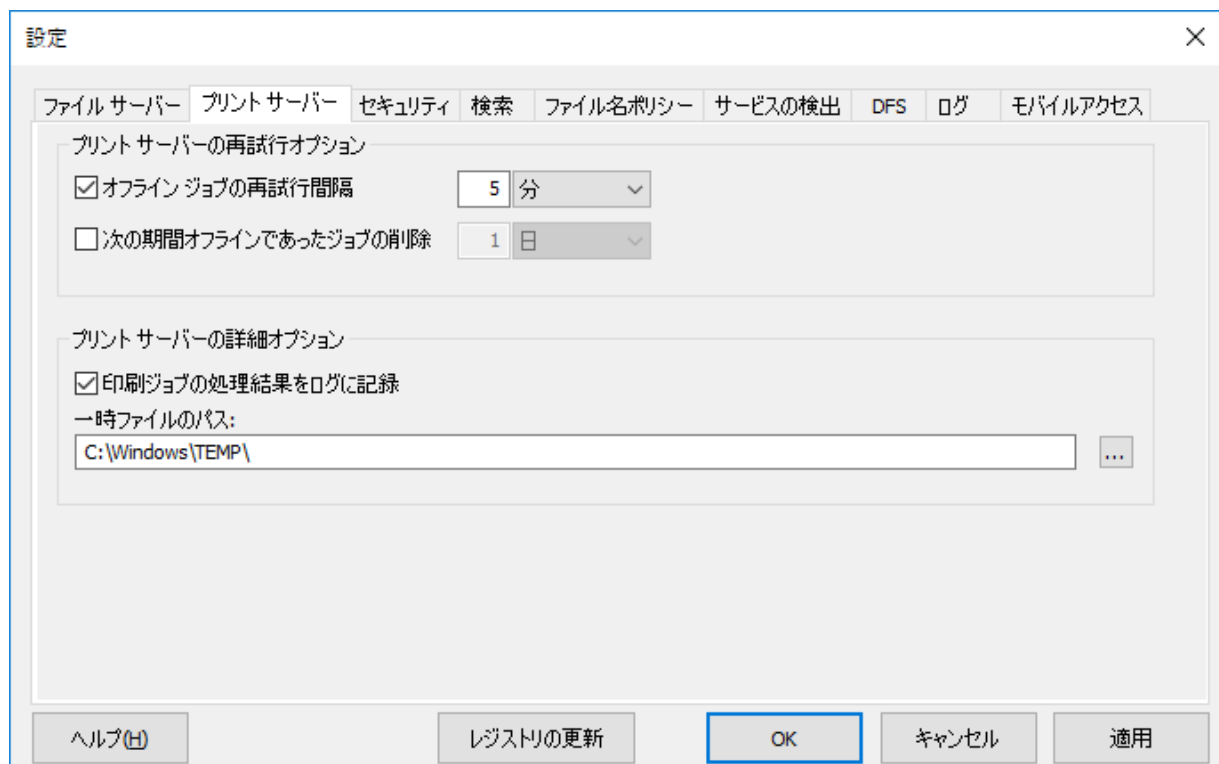 設定
ファイル サーバー プリント サーバー セキュリティ 検索 ファイル名ポリシー サービスの検出 DFS ログ モバイルアクセス
プリント サーバーの再試行オプション
オフライン ジョブの再試行間隔 5 分
次の期間オフラインであったジョブの削除 1 日
プリント サーバーの詳細オプション
印刷ジョブの処理結果をログに記録
一時ファイルのパス:
C:\Windows\TEMP\ ...
ヘルプ(H) レジストリの更新 OK キャンセル 適用